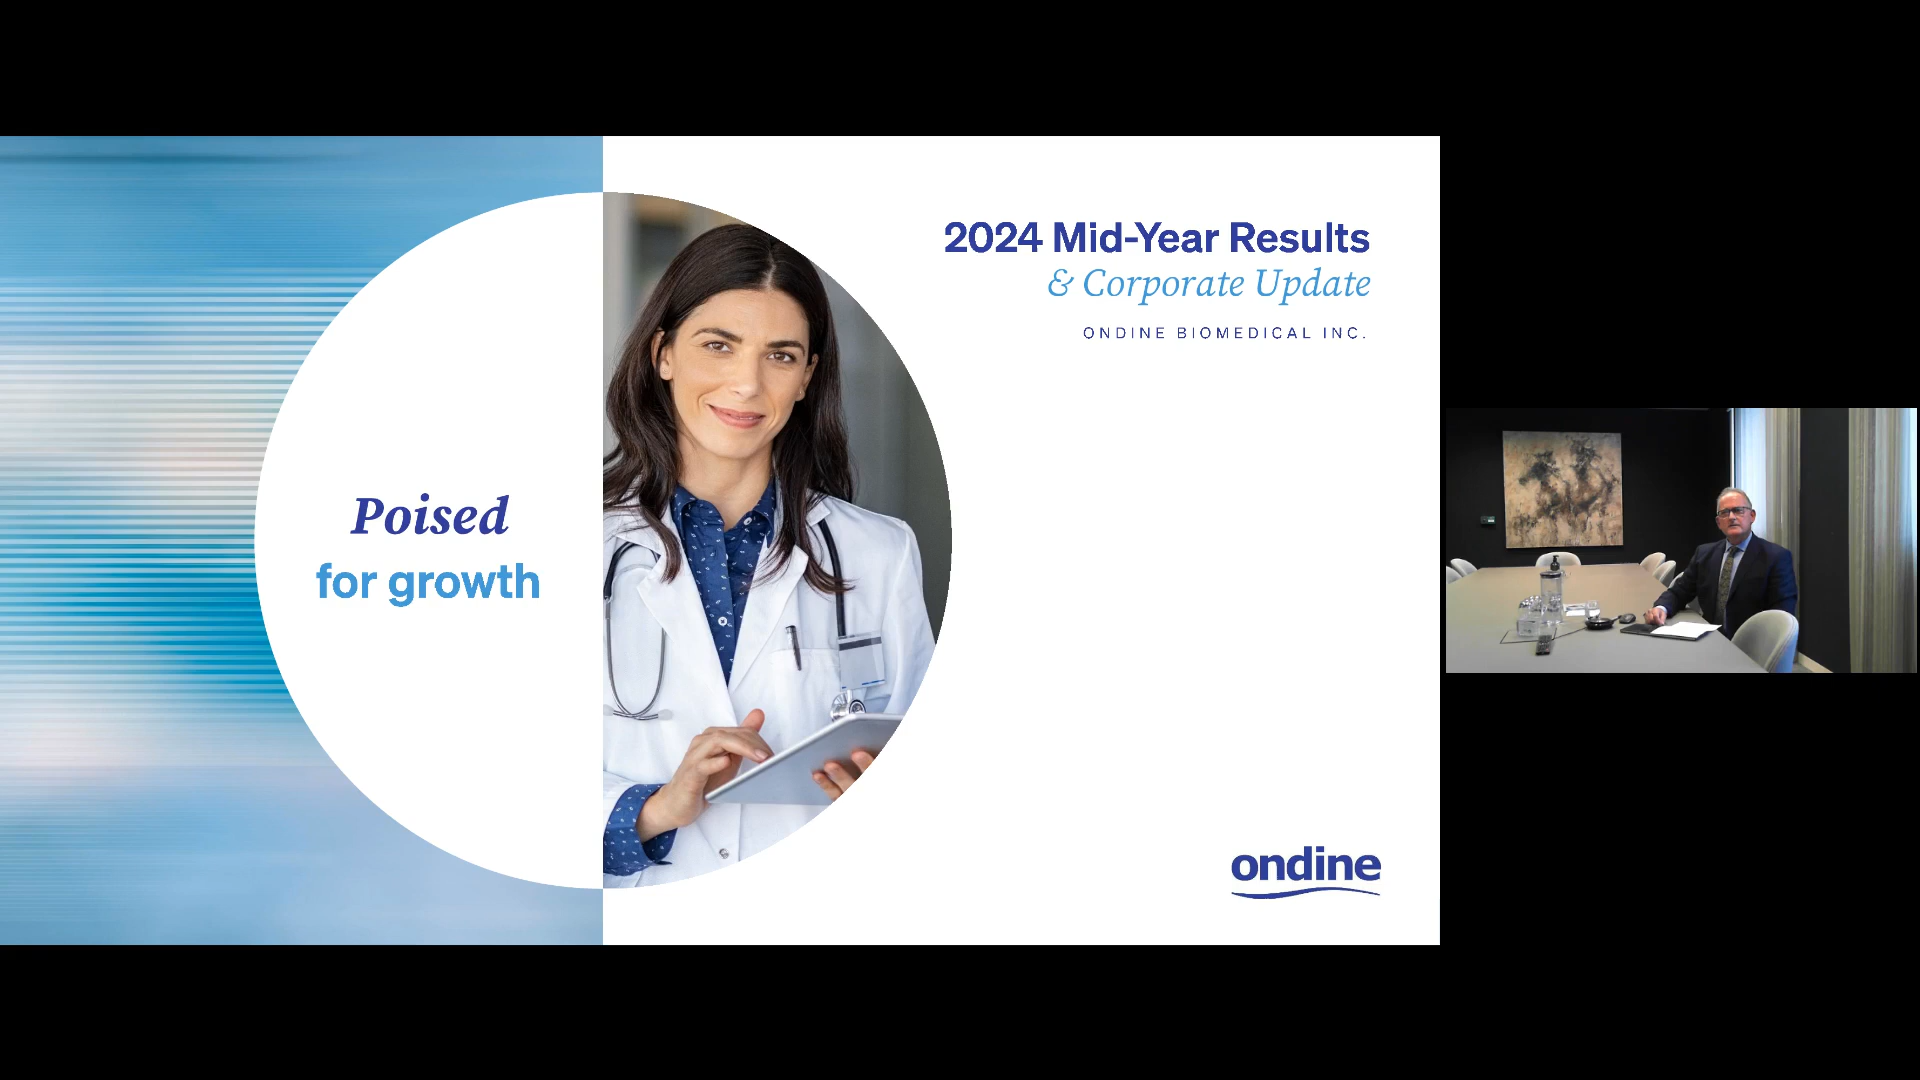 Poised
for growth
2024 Mid-Year Results
& Corporate Update
ONDINE BIOMEDICAL INC.
ondine